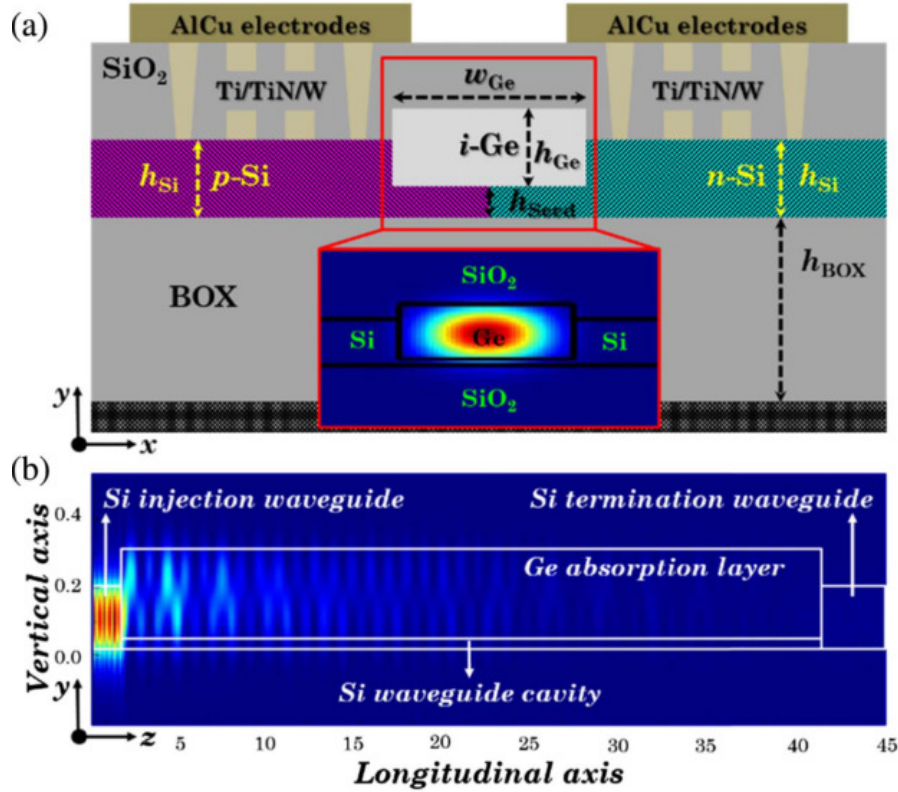 (a)
AlCu electrodes
AlCu electrodes
SiO2
Ti/TiN/W
wGe
Ti/TiN/W
hSi
p-Si
i-Ge
hGe
n-Si
hSi
hSeed
hBOX
BOX
SiO2
Si
Ge
Si
SiO2
y
x
(b)
Si injection waveguide
Si termination waveguide
Vertical axis
0.4
Ge absorption layer
0.2
0.0
Si waveguide cavity
y
z
5
10
15
20
25
30
35
40
45
Longitudinal axis